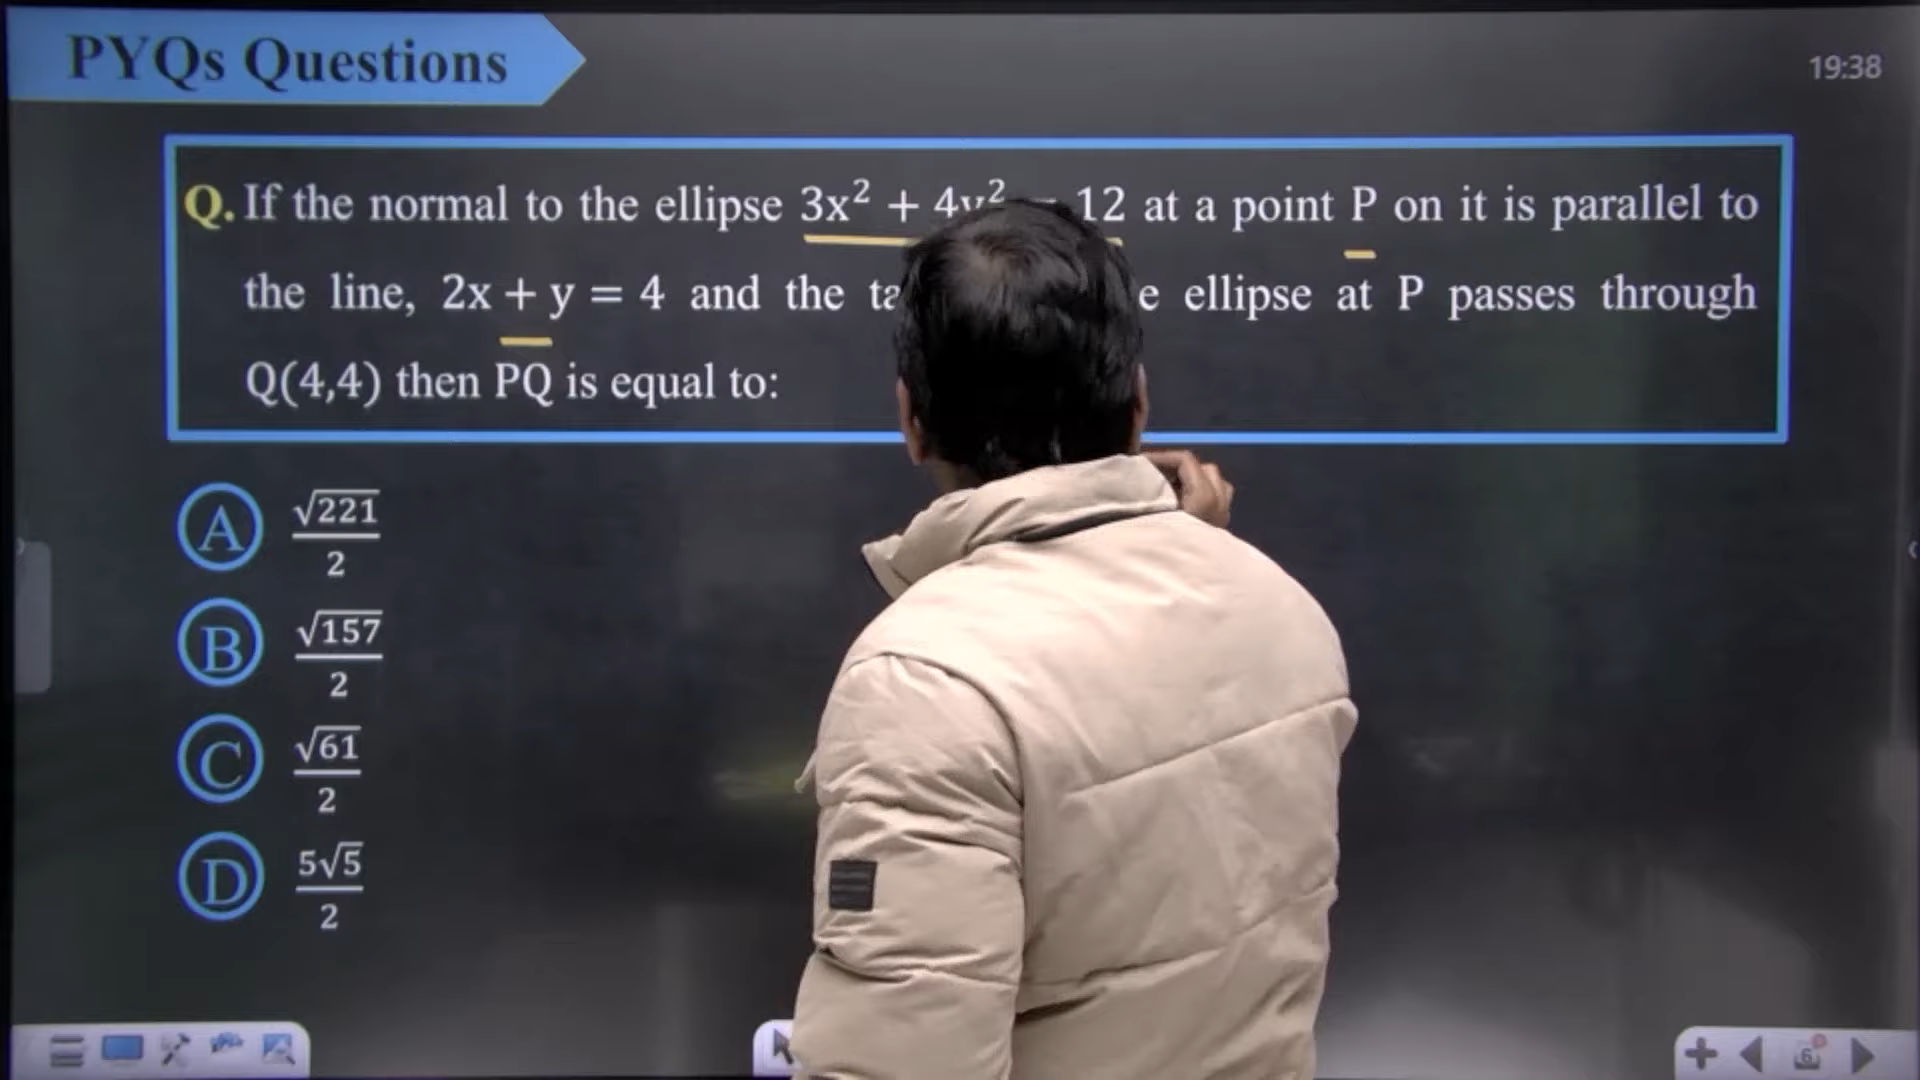 PYQs Questions
19:38
Q. If the normal to the ellipse 3x² + 4y² = 12 at a point P on it is parallel to
the line, 2x + y = 4 and the e ellipse at P passes through
Q(4,4) then PQ is equal to:
A √221/2
B √157/2
C √61/2
D 5√5/2
6